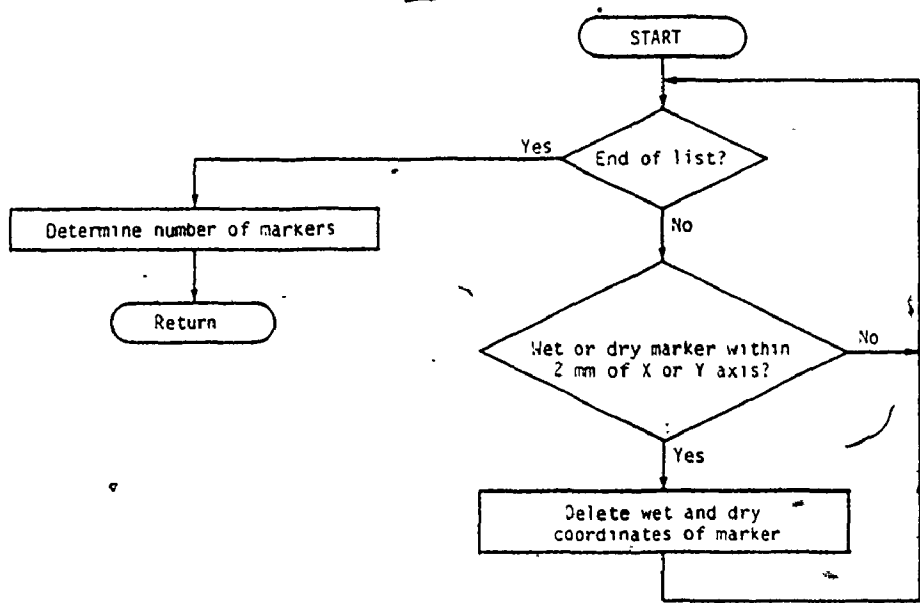 START
Yes
End of list?
Determine number of markers
No
Return
Wet or dry marker within
2 mm of X or Y axis?
No
Yes
Delete wet and dry
coordinates of marker